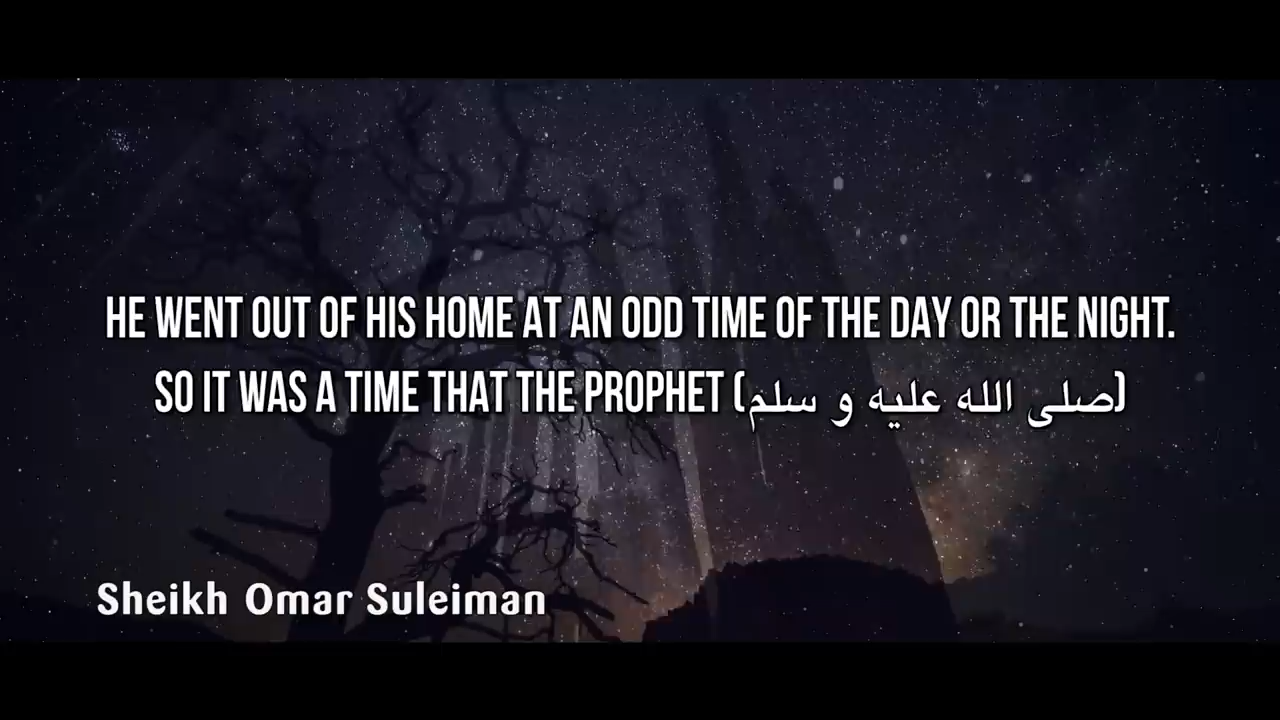 HE WENT OUT OF HIS HOME AT AN ODD TIME OF THE DAY OR THE NIGHT.
SO IT WAS A TIME THAT THE PROPHET (صلى الله عليه و سلم)
Sheikh Omar Suleiman